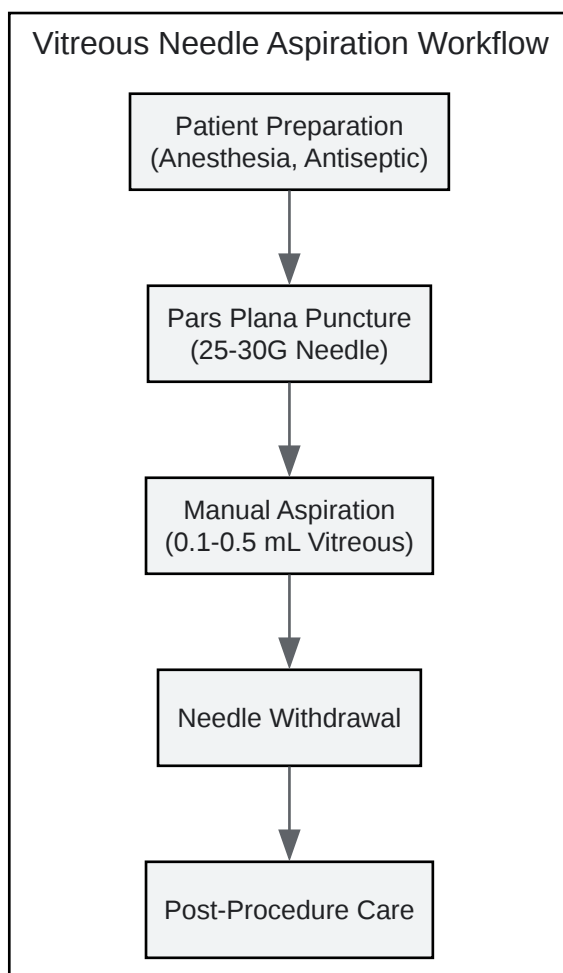 Vitreous Needle Aspiration Workflow
Patient Preparation
(Anesthesia, Antiseptic)
Pars Plana Puncture
(25-30G Needle)
Manual Aspiration
(0.1-0.5 mL Vitreous)
Needle Withdrawal
Post-Procedure Care